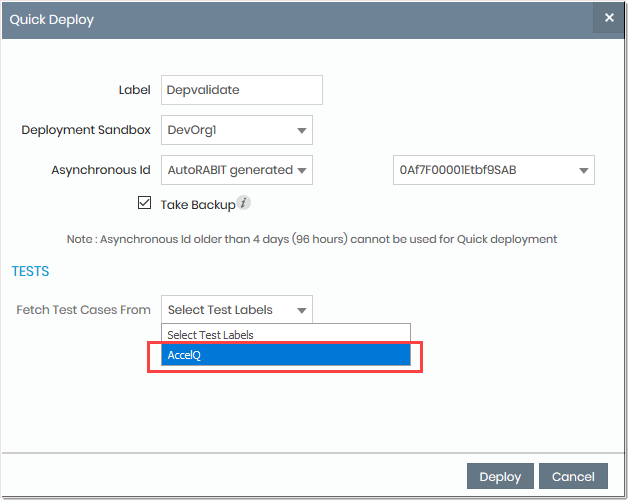 Quick Deploy ×
Label Depvalidate
Deployment Sandbox DevOrg1
Asynchronous Id AutoRABIT generated 0Af7F00001Etbf9SAB
Take Backup i
Note : Asynchronous Id older than 4 days (96 hours) cannot be used for Quick deployment
TESTS
Fetch Test Cases From Select Test Labels
Select Test Labels
AccelQ
Deploy Cancel